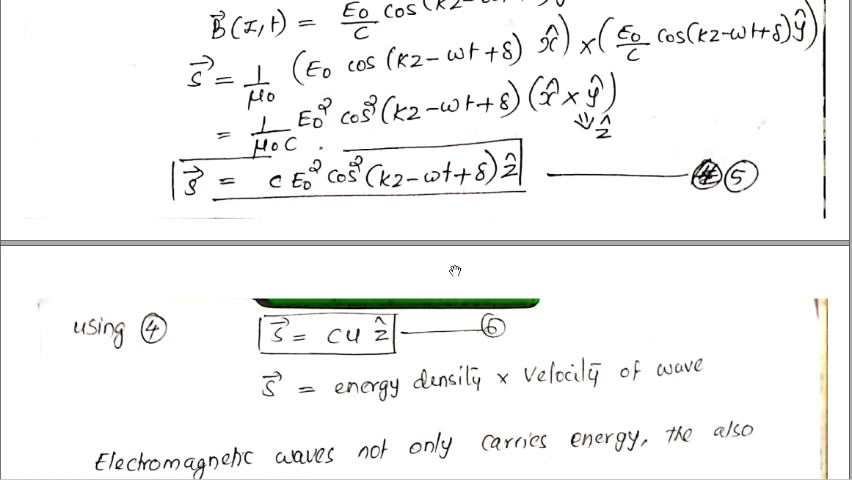 B⃗(z,t) = E₀/c cos(kz-ωt
S⃗ = 1/μ₀ (E₀ cos(kz-ωt+δ) x̂) × (E₀/c cos(kz-ωt+δ)ŷ)
= 1/μ₀c E₀² cos²(kz-ωt+δ) (x̂ × ŷ)
⇓ ẑ
S⃗ = c E₀² cos²(kz-ωt+δ) ẑ ⑤
using ④ S⃗ = cu ẑ ⑥
S⃗ = energy density × velocity of wave
Electromagnetic waves not only carries energy, the also